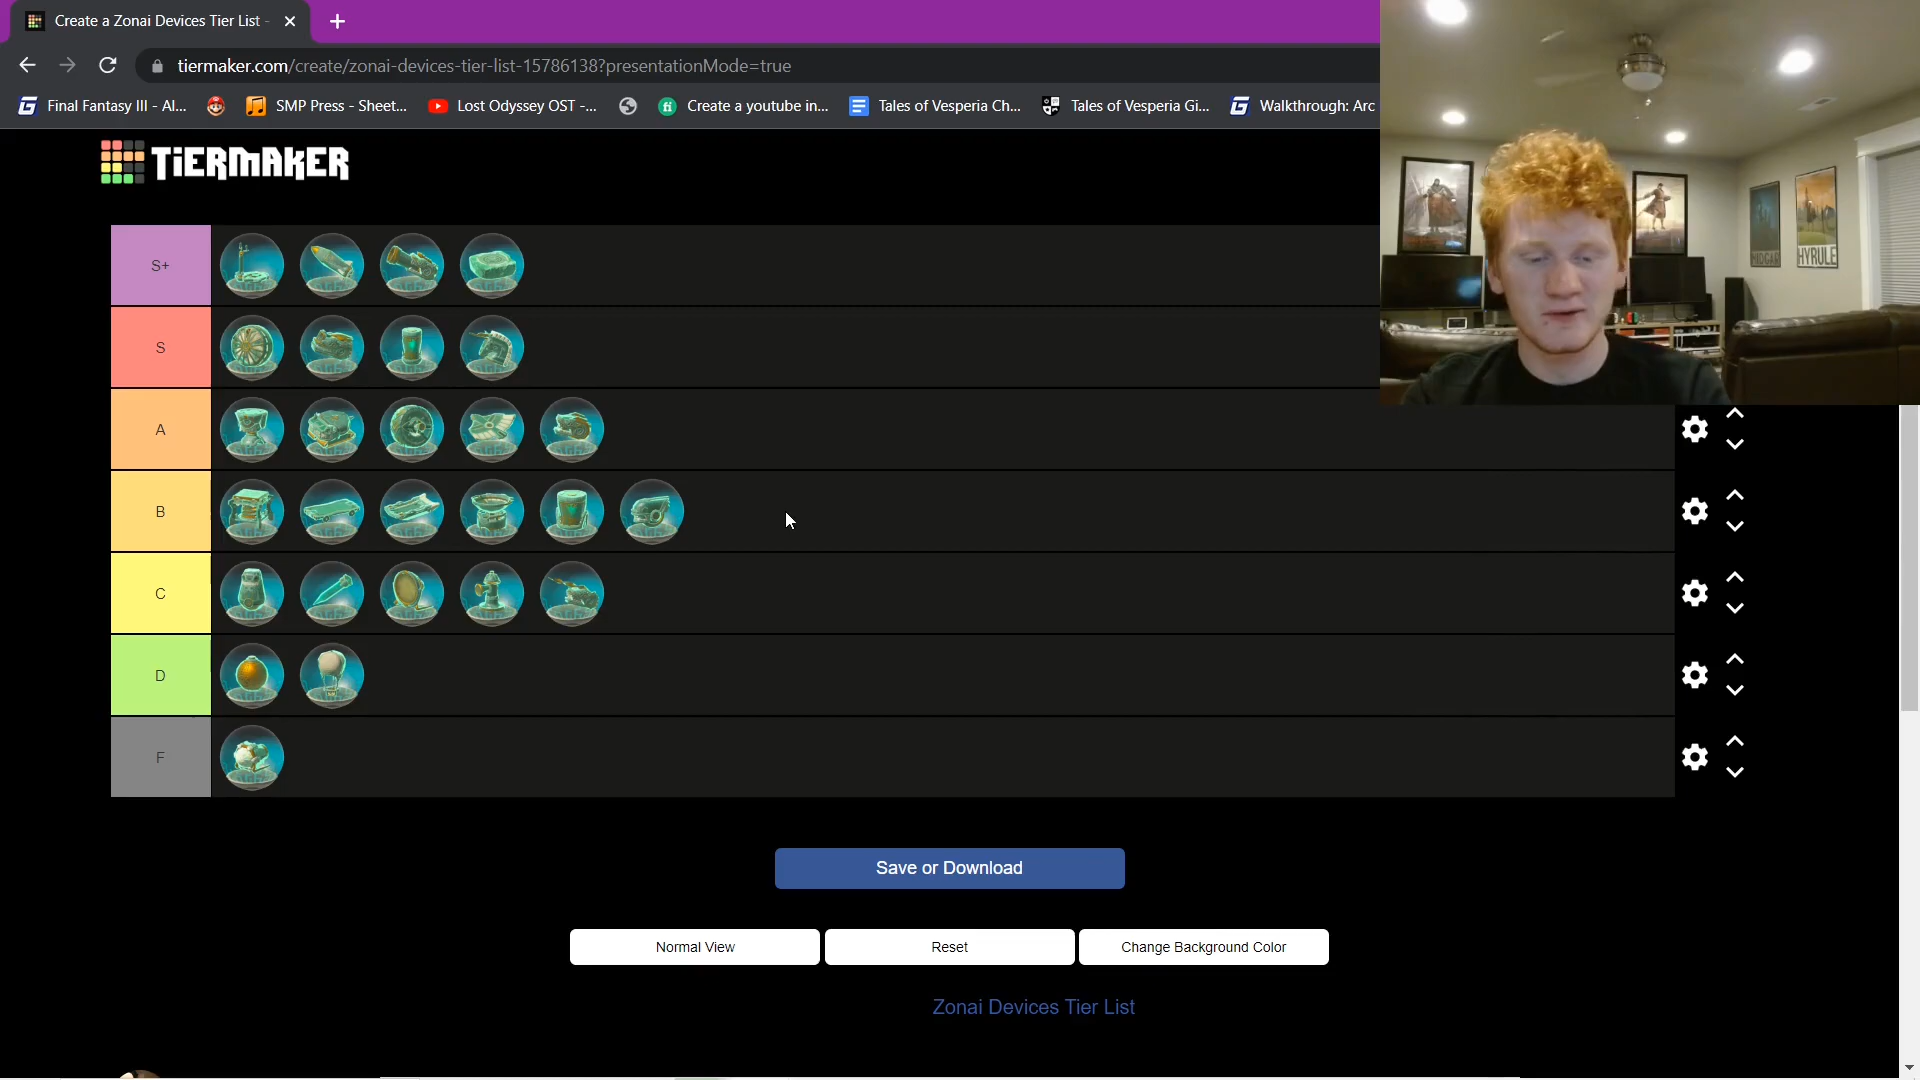 Create a Zonai Devices Tier List -
tiermaker.com/create/zonai-devices-tier-list-15786138?presentationMode=true
Final Fantasy III - Al... SMP Press - Sheet... Lost Odyssey OST -... Create a youtube in... Tales of Vesperia Ch... Tales of Vesperia Gi... Walkthrough: Arc
TiERMAKER
MIDGAR
HYRULE
S+
S
A
B
C
D
F
Save or Download
Normal View Reset Change Background Color
Zonai Devices Tier List